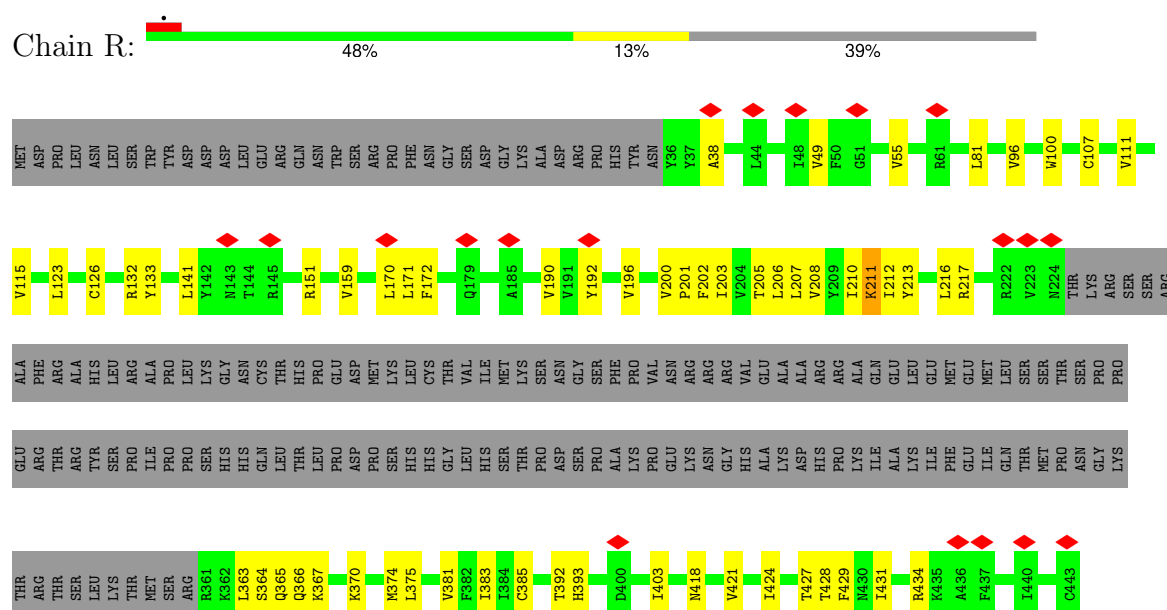 Chain R:
48% 13% 39%
MET ASP PRO LEU ASN LEU SER TRP TYR ASP ASP ASP LEU GLU ARG GLN ASN TRP SER ARG PRO PHE ASN GLY SER ASP GLY LYS ALA ASP ARG PRO HIS TYR ASN Y36 Y37 A38 L44 I48 V49 F50 G51 V55 R61 L81 V96 W100 C107 V111
V115 L123 C126 R132 Y133 L141 Y142 N143 T144 R145 R151 V159 L170 L171 F172 Q179 A185 V190 V191 Y192 V196 V200 P201 F202 I203 V204 T205 L206 L207 V208 Y209 I210 K211 I212 Y213 L216 R217 R222 V223 N224 THR LYS ARG SER SER ARG
ALA PHE ARG ALA HIS LEU ARG ALA PRO LEU LYS GLY ASN CYS THR HIS PRO GLU ASP MET LYS LEU CYS THR VAL ILE MET LYS SER ASN GLY SER PHE PRO VAL ASN ARG ARG ARG VAL GLU ALA ALA ARG ARG ALA GLN GLU LEU GLU MET GLU MET LEU SER SER THR SER PRO PRO
GLU ARG THR ARG TYR SER PRO ILE PRO PRO SER HIS HIS GLN LEU THR LEU PRO ASP PRO SER HIS HIS GLY LEU HIS SER THR PRO ASP SER PRO ALA LYS PRO GLU LYS ASN GLY HIS ALA LYS ASP HIS PRO LYS ILE ALA LYS ILE PHE GLU ILE GLN THR MET PRO ASN GLY LYS
THR ARG THR SER LEU LYS THR MET SER ARG R361 K362 L363 S364 Q365 Q366 K367 K370 M374 L375 V381 F382 I383 I384 C385 T392 H393 D400 I403 N418 V421 I424 T427 T428 F429 N430 I431 R434 K435 A436 F437 I440 C443